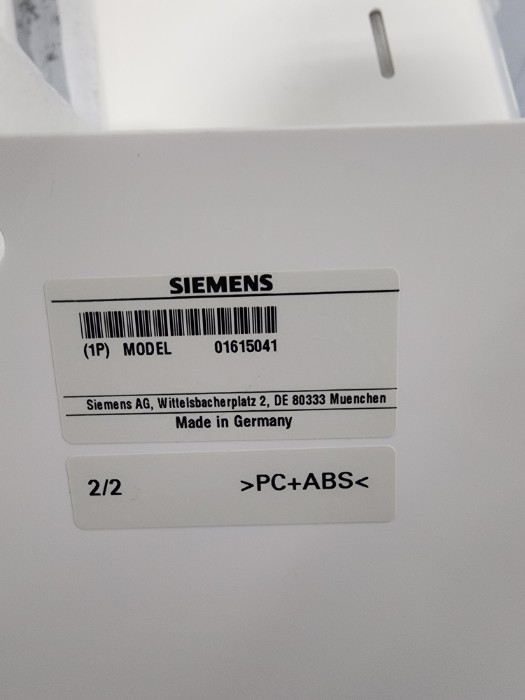 SIEMENS
(1P) MODEL 01615041
Siemens AG, Wittelsbacherplatz 2, DE 80333 Muenchen
Made in Germany
2/2 >PC+ABS<